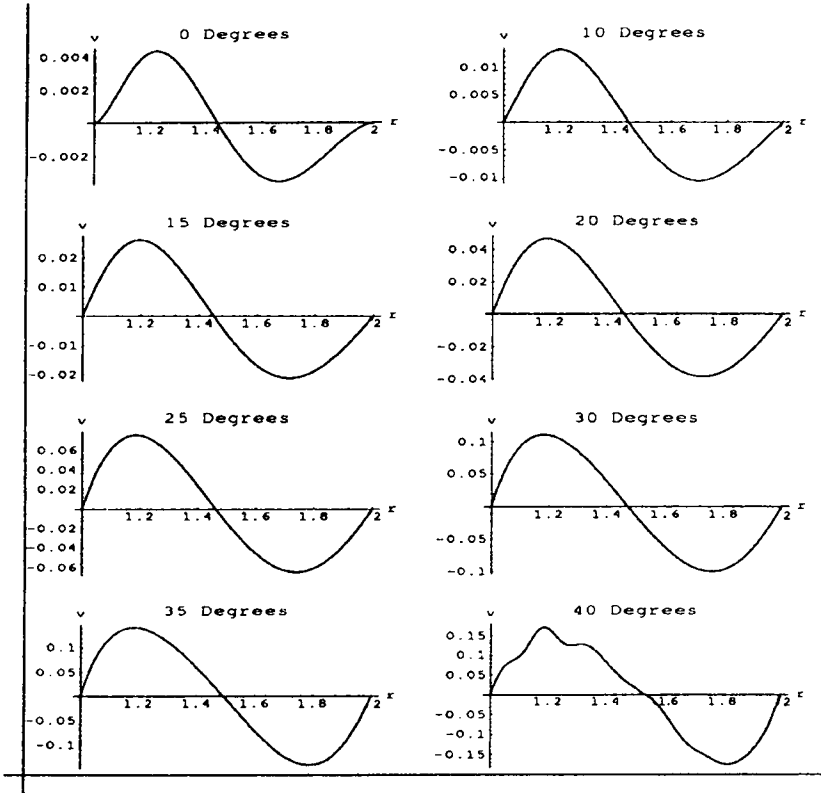 0 Degrees
v
0.004
0.002
-0.002
1.2 1.4 1.6 1.8 2 r
10 Degrees
v
0.01
0.005
-0.005
-0.01
1.2 1.4 1.6 1.8 2 r
15 Degrees
v
0.02
0.01
-0.01
-0.02
1.2 1.4 1.6 1.8 2 r
20 Degrees
v
0.04
0.02
-0.02
-0.04
1.2 1.4 1.6 1.8 2 r
25 Degrees
v
0.06
0.04
0.02
-0.02
-0.04
-0.06
1.2 1.4 1.6 1.8 2 r
30 Degrees
v
0.1
0.05
-0.05
-0.1
1.2 1.4 1.6 1.8 2 r
35 Degrees
v
0.1
0.05
-0.05
-0.1
1.2 1.4 1.6 1.8 2 r
40 Degrees
v
0.15
0.1
0.05
-0.05
-0.1
-0.15
1.2 1.4 1.6 1.8 2 r